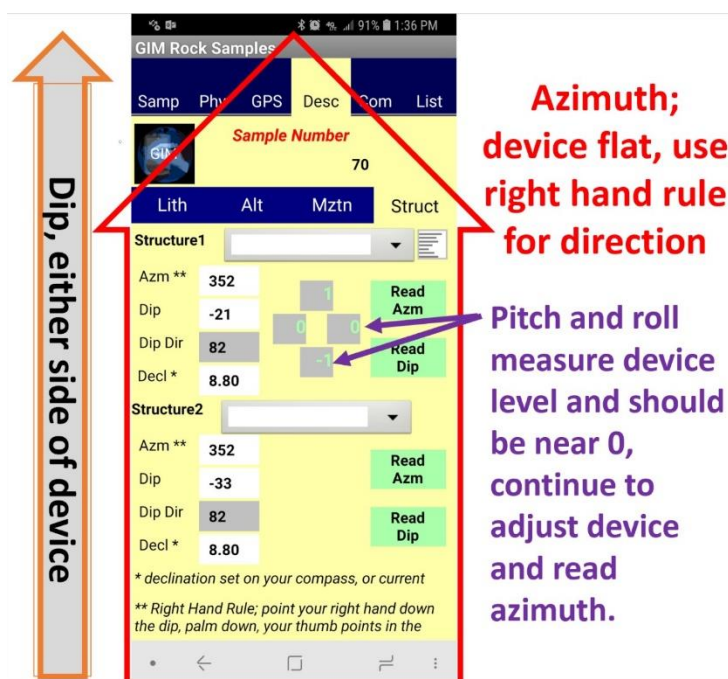 91% 1:36 PM
GIM Rock Samples
Samp Phy GPS Desc Com List
GIM
Sample Number
70
Lith Alt Mztn Struct
Structure1
Azm ** 352
Dip -21
Dip Dir 82
Decl * 8.80
1
0 0
-1
Read
Azm
Read
Dip
Structure2
Azm ** 352
Dip -33
Dip Dir 82
Decl * 8.80
Read
Azm
Read
Dip
* declination set on your compass, or current
** Right Hand Rule; point your right hand down
the dip, palm down, your thumb points in the
Dip, either side of device
Azimuth;
device flat, use
right hand rule
for direction
Pitch and roll
measure device
level and should
be near 0,
continue to
adjust device
and read
azimuth.